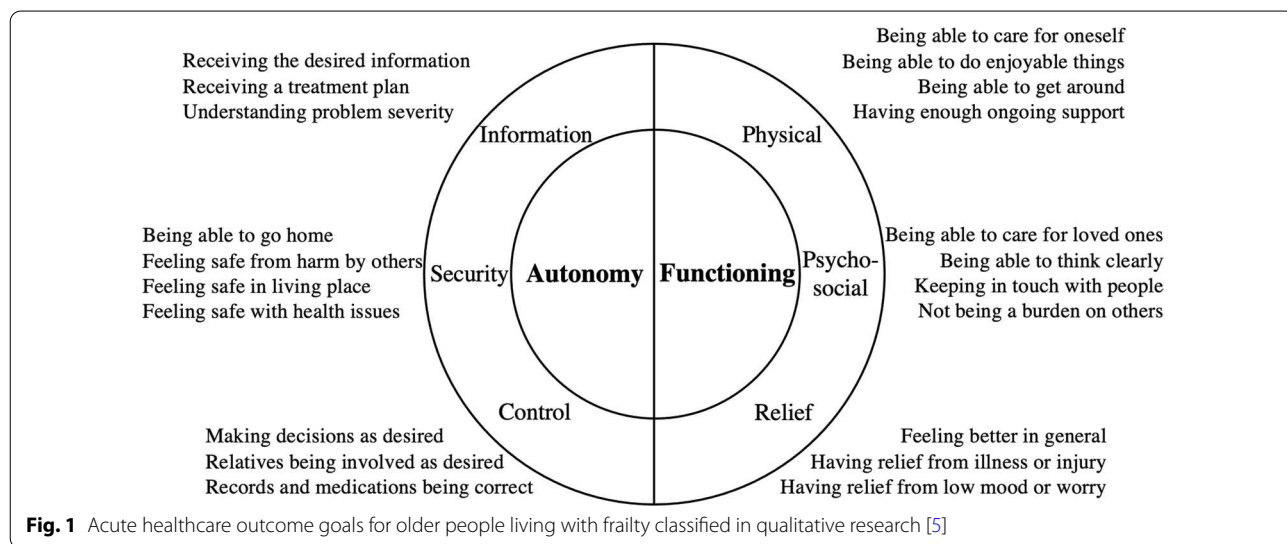 Receiving the desired information
Receiving a treatment plan
Understanding problem severity
Information
Being able to care for oneself
Being able to do enjoyable things
Being able to get around
Having enough ongoing support
Physical
Being able to go home
Feeling safe from harm by others
Feeling safe in living place
Feeling safe with health issues
Security
Autonomy
Functioning
Psycho-
social
Being able to care for loved ones
Being able to think clearly
Keeping in touch with people
Not being a burden on others
Control
Making decisions as desired
Relatives being involved as desired
Records and medications being correct
Relief
Feeling better in general
Having relief from illness or injury
Having relief from low mood or worry
Fig. 1 Acute healthcare outcome goals for older people living with frailty classified in qualitative research [5]